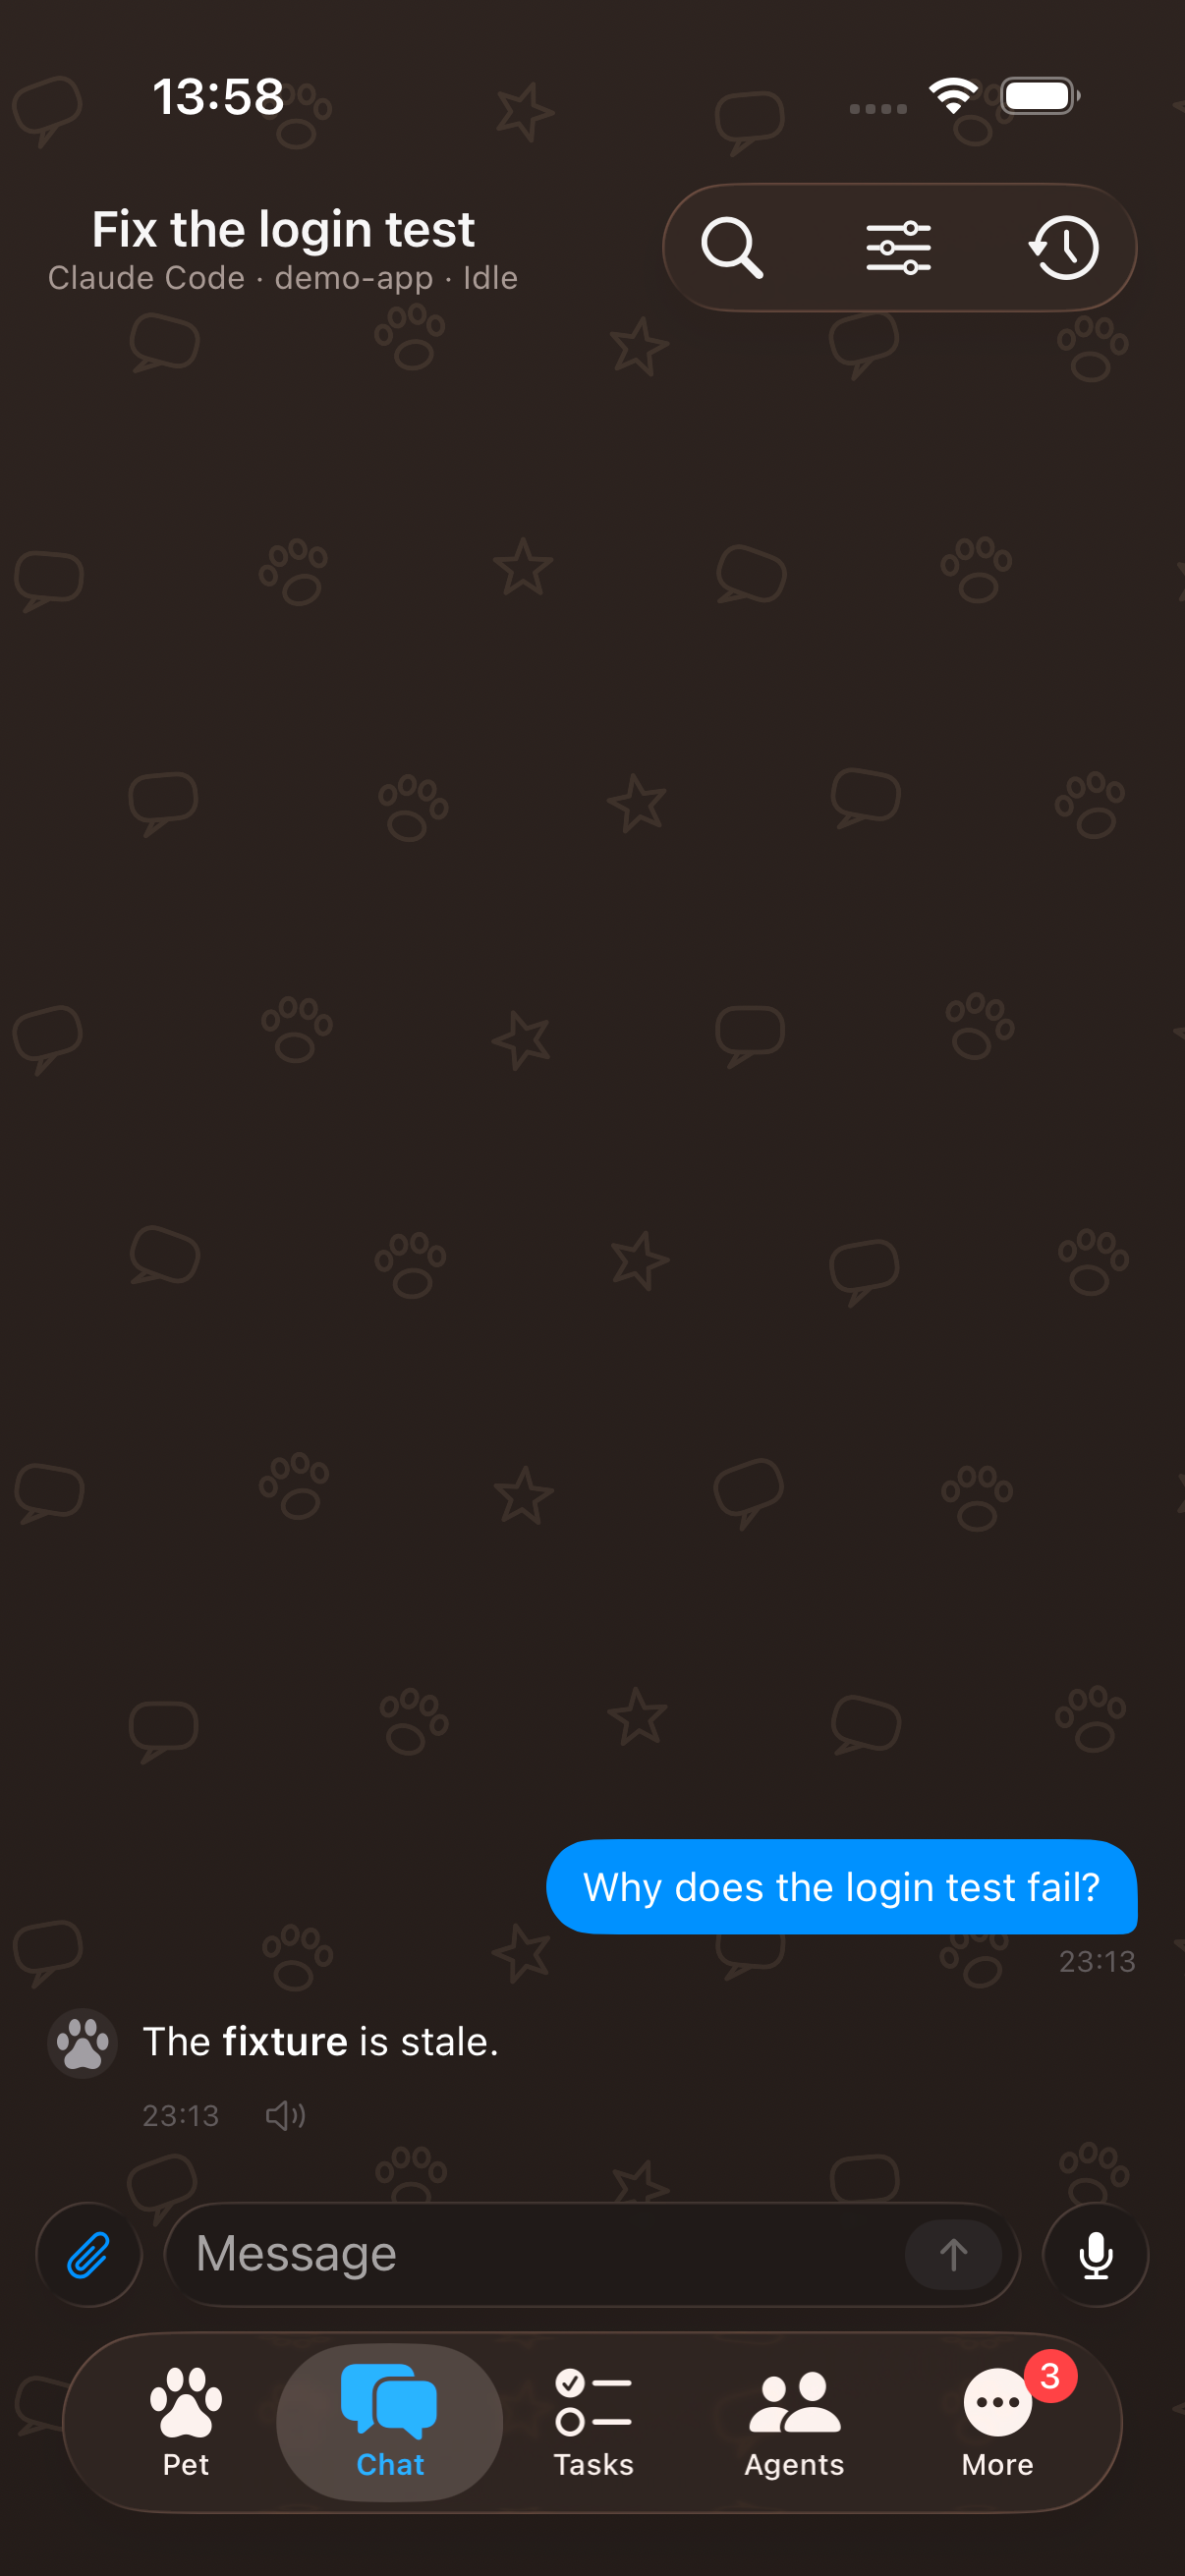 13:58
Fix the login test
Claude Code · demo-app · Idle
Why does the login test fail?
23:13
The fixture is stale.
23:13
Message
3
Pet
Chat
Tasks
Agents
More